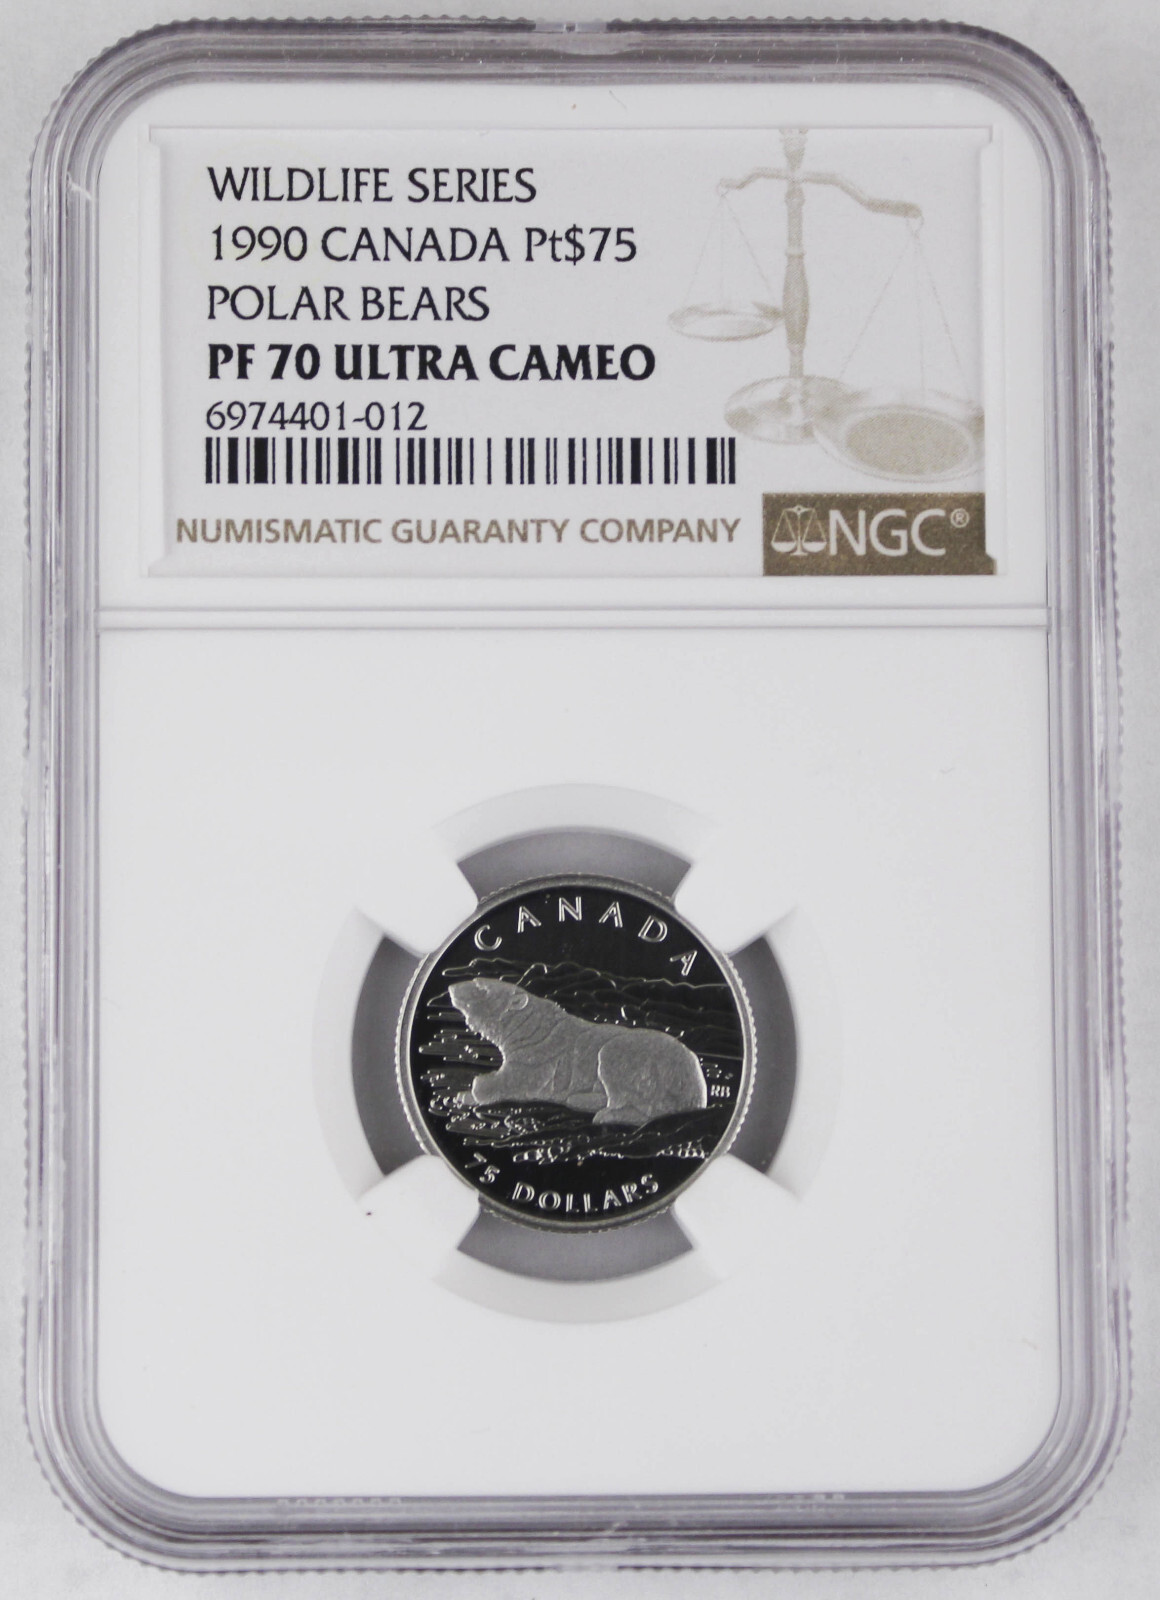 WILDLIFE SERIES
1990 CANADA Pt$75
POLAR BEARS
PF 70 ULTRA CAMEO
6974401-012
NUMISMATIC GUARANTY COMPANY
NGC®
CANADA
RB
75 DOLLARS